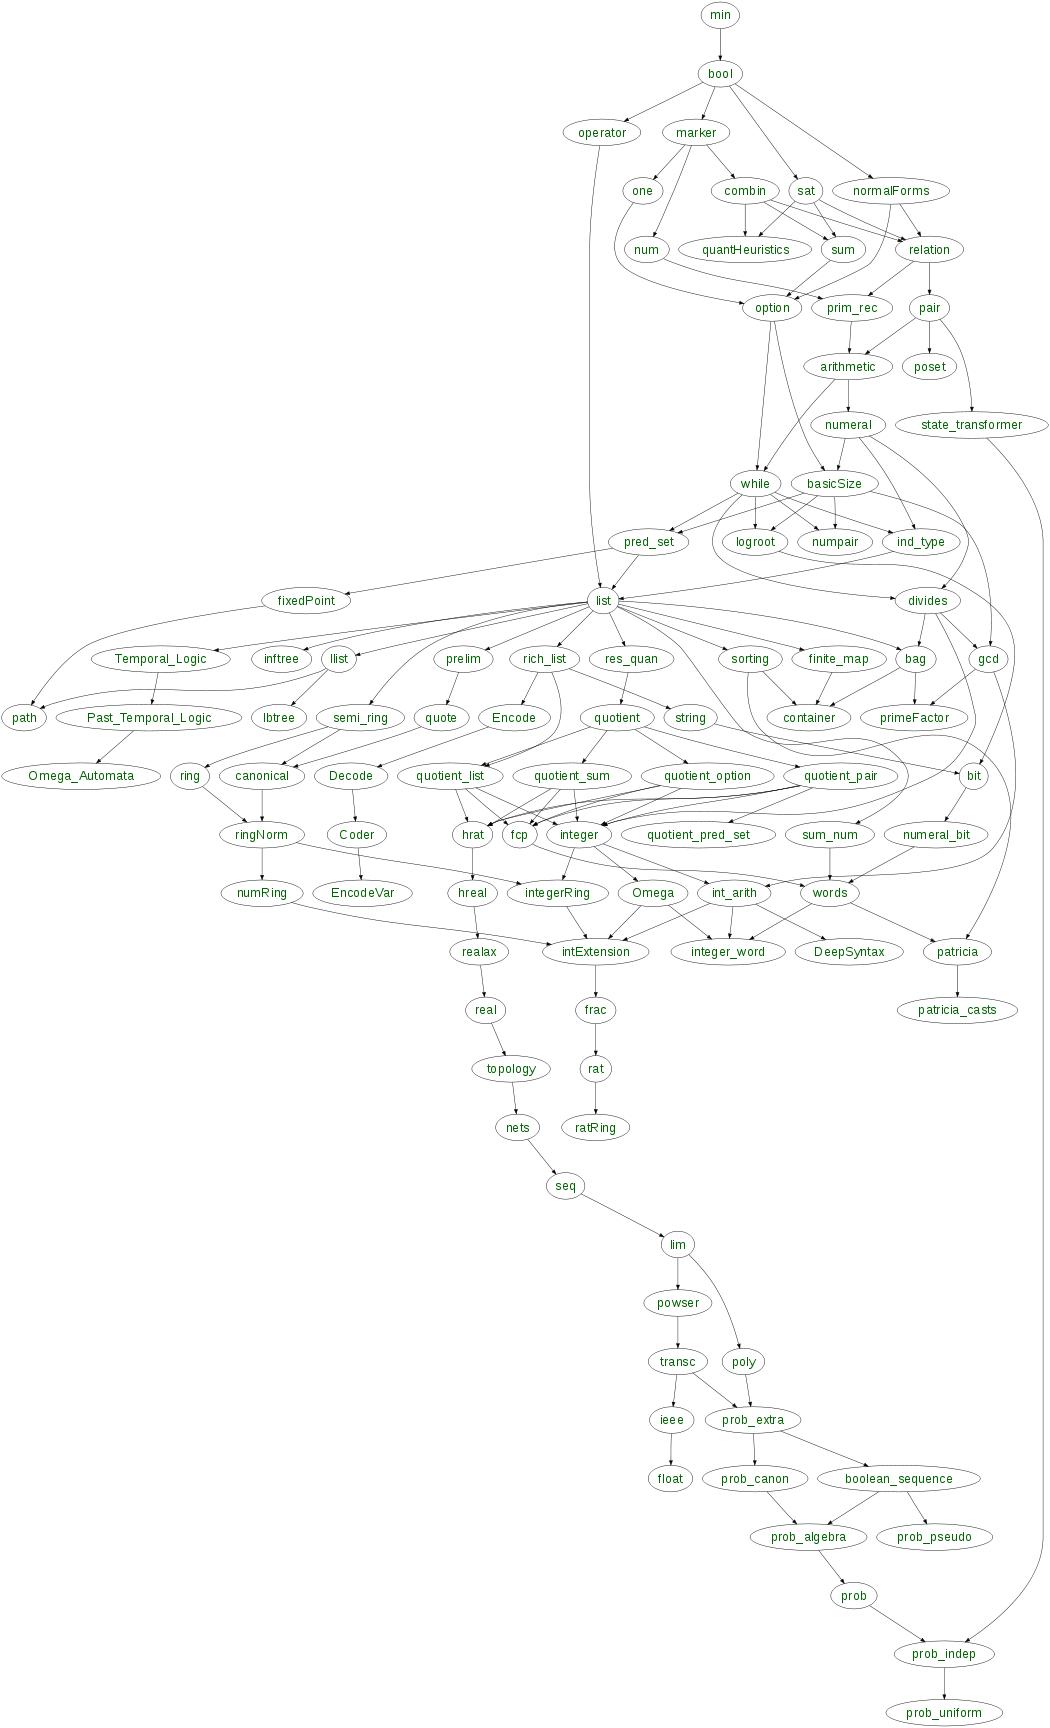 min
bool
operator
marker
one
combin
sat
normalForms
num
quantHeuristics
sum
relation
option
prim_rec
pair
arithmetic
poset
numeral
state_transformer
while
basicSize
pred_set
logroot
numpair
ind_type
fixedPoint
list
divides
Temporal_Logic
inftree
llist
prelim
rich_list
res_quan
sorting
finite_map
bag
gcd
path
Past_Temporal_Logic
lbtree
semi_ring
quote
Encode
quotient
string
container
primeFactor
Omega_Automata
ring
canonical
Decode
quotient_list
quotient_sum
quotient_option
quotient_pair
bit
ringNorm
Coder
hrat
fcp
integer
quotient_pred_set
sum_num
numeral_bit
numRing
EncodeVar
hreal
integerRing
Omega
int_arith
words
realax
intExtension
integer_word
DeepSyntax
patricia
real
frac
patricia_casts
topology
rat
nets
ratRing
seq
lim
powser
transc
poly
ieee
prob_extra
float
prob_canon
boolean_sequence
prob_algebra
prob_pseudo
prob
prob_indep
prob_uniform